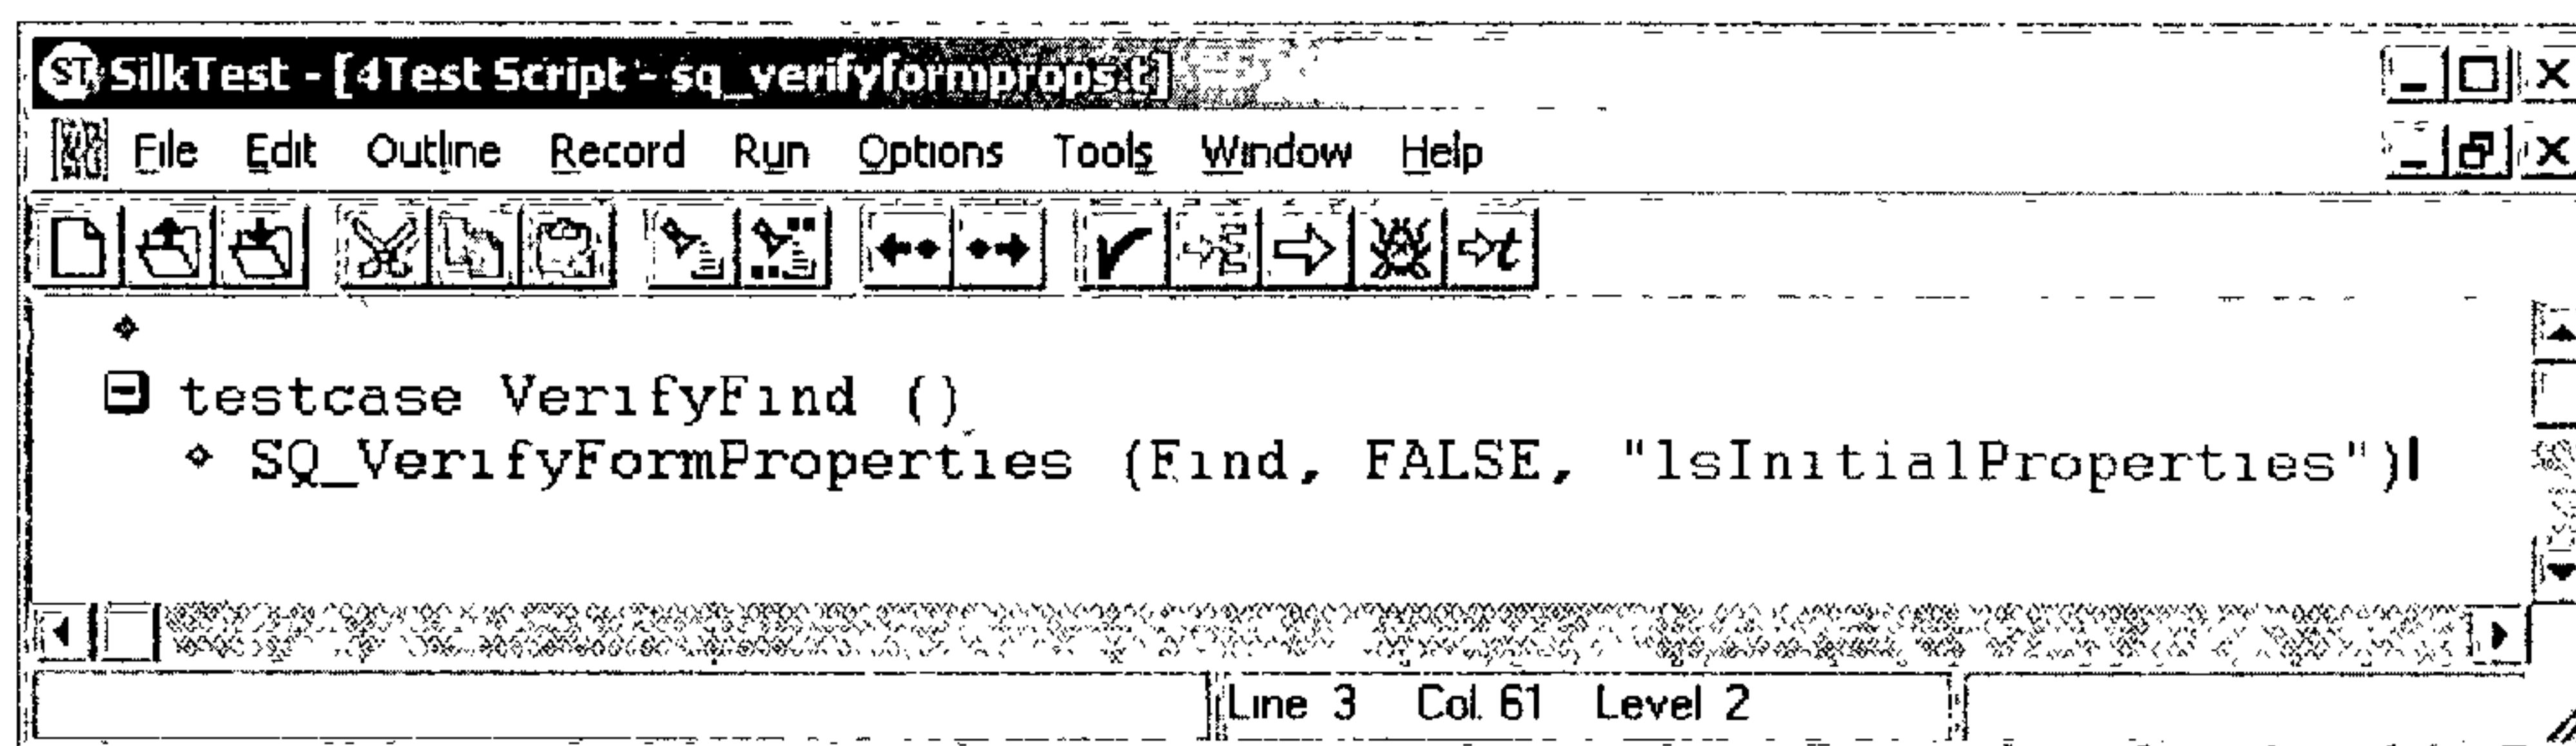 ST SilkTest - [4Test Script - sq_verifyformprops.t]
File Edit Outline Record Run Options Tools Window Help
testcase VerifyFind ()
SQ_VerifyFormProperties (Find, FALSE, "lsInitialProperties")
Line 3 Col. 61 Level 2